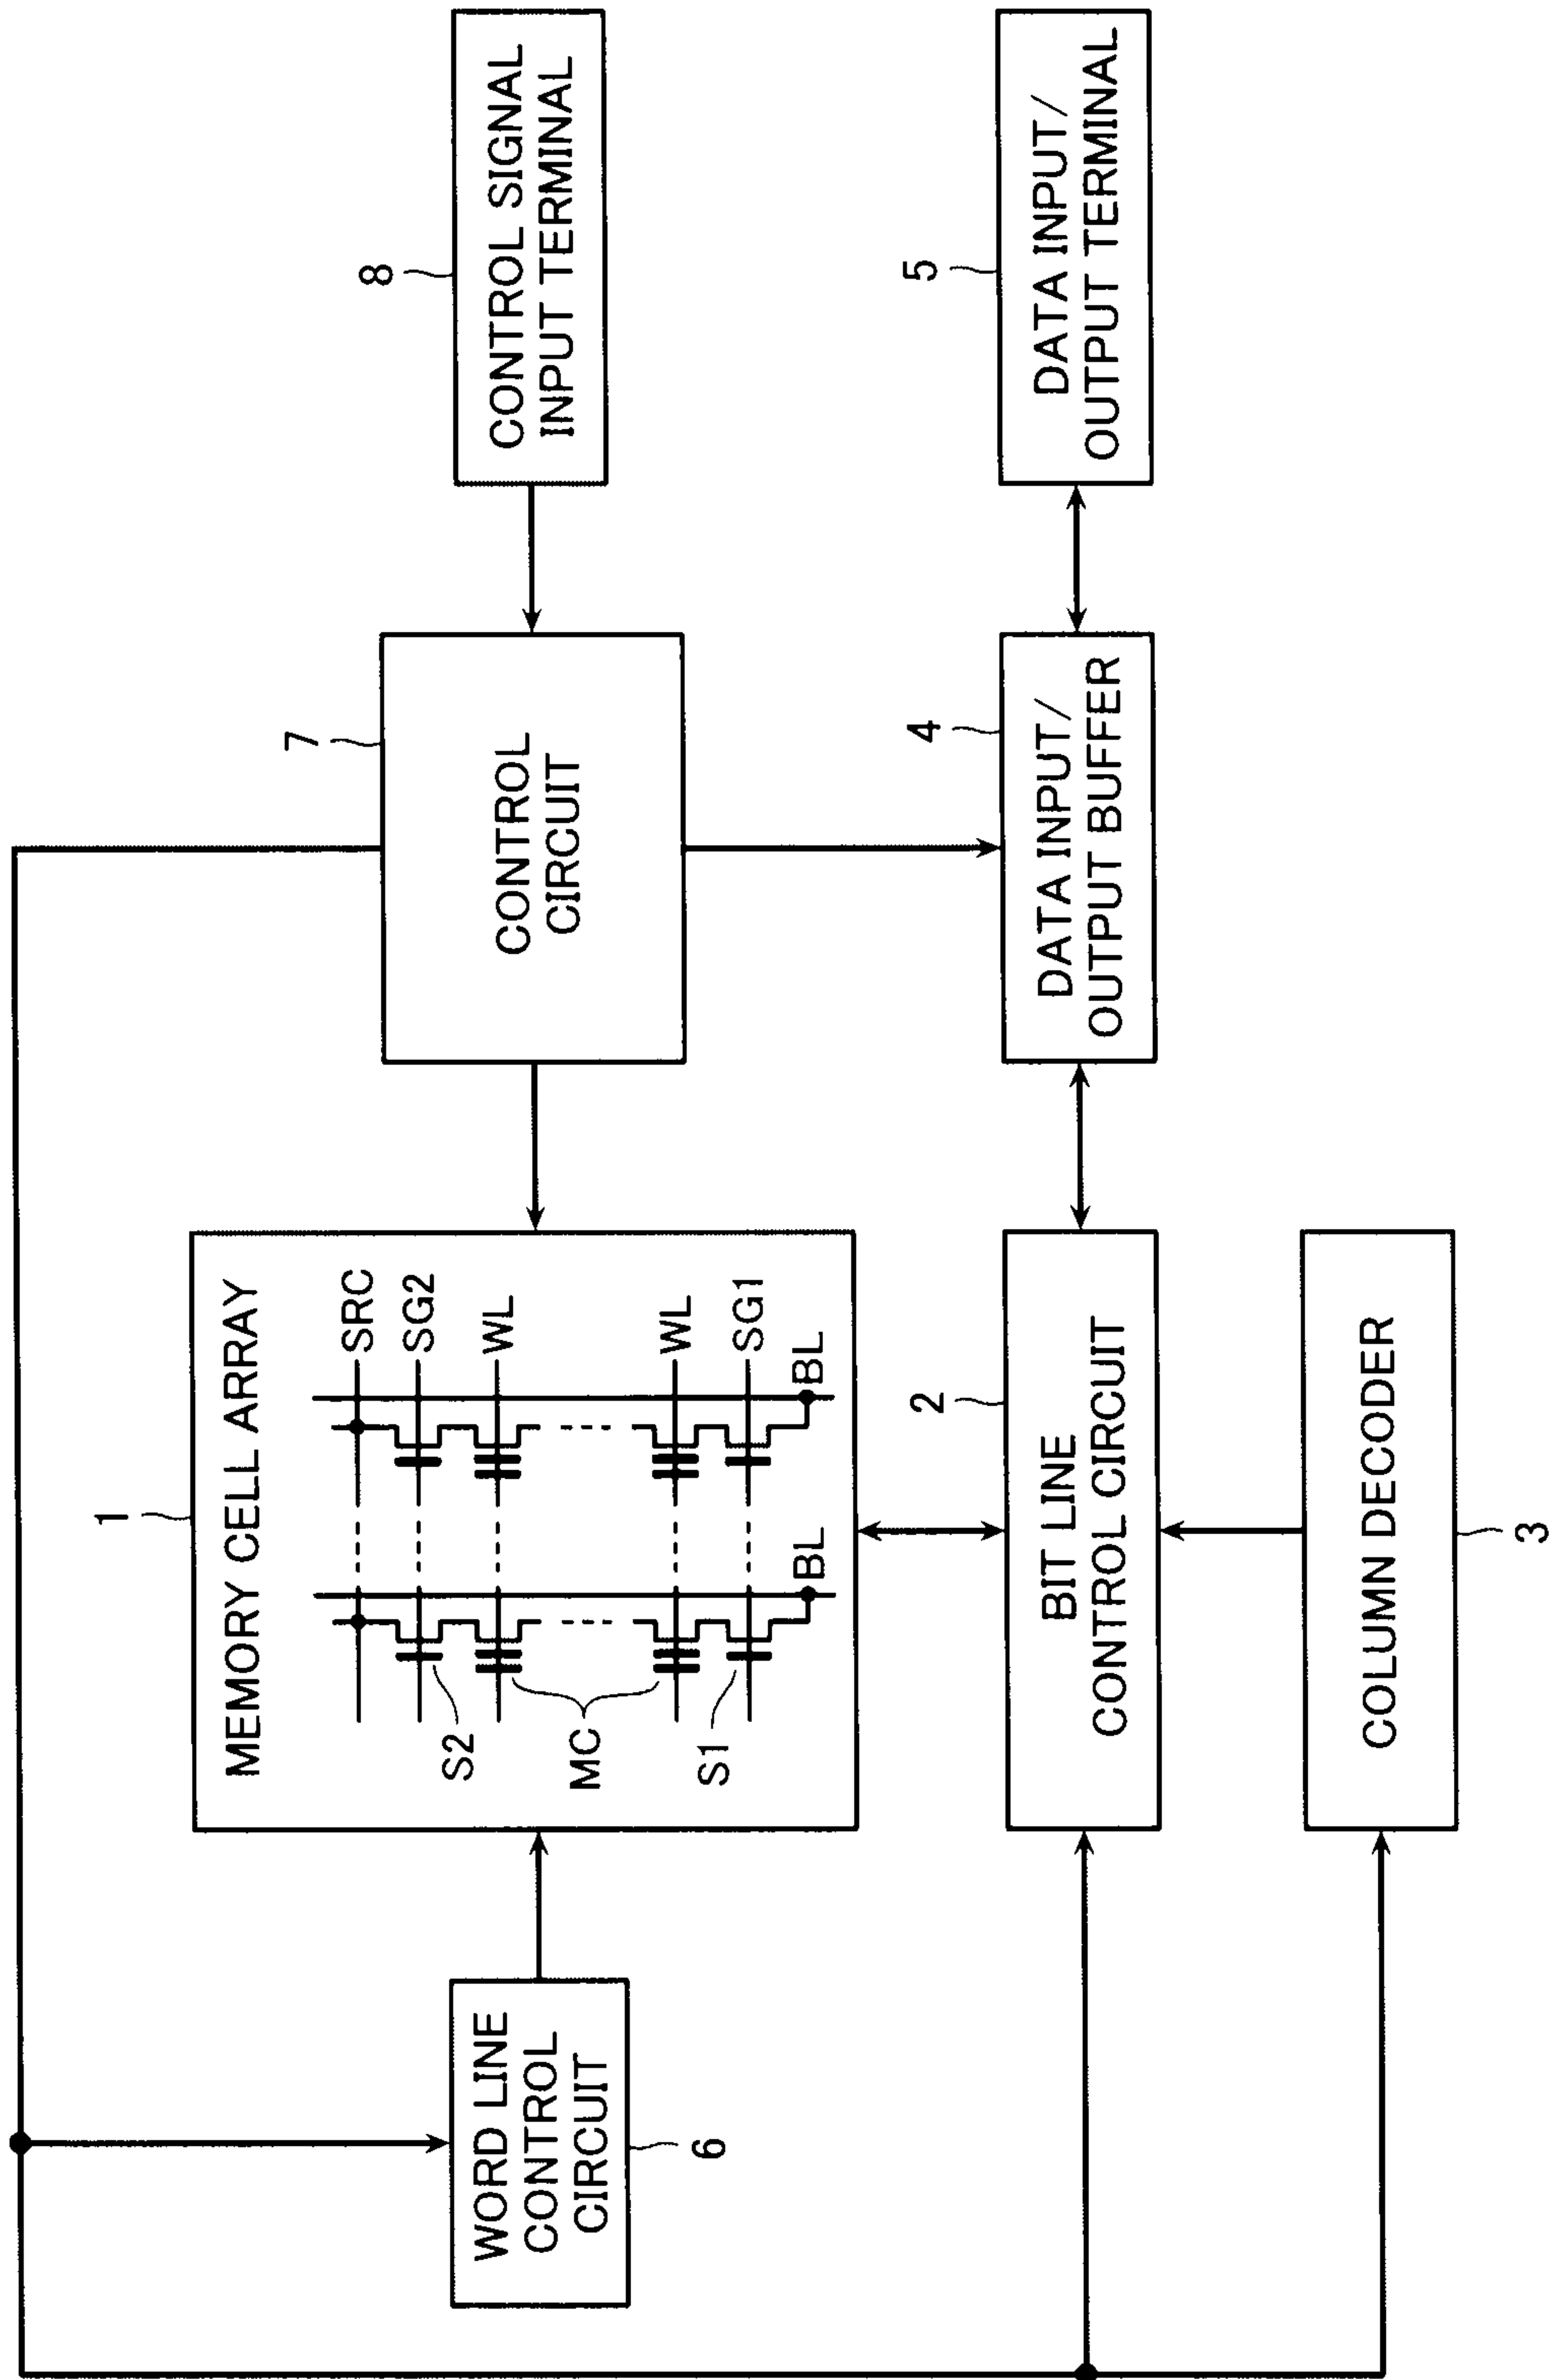 8
CONTROL SIGNAL
INPUT TERMINAL
5
DATA INPUT/
OUTPUT TERMINAL
7
CONTROL
CIRCUIT
4
DATA INPUT/
OUTPUT BUFFER
1
MEMORY CELL ARRAY
SRC
SG2
WL
WL
SG1
BL
BL
S2
MC
S1
2
BIT LINE
CONTROL CIRCUIT
COLUMN DECODER
3
WORD LINE
CONTROL
CIRCUIT
6